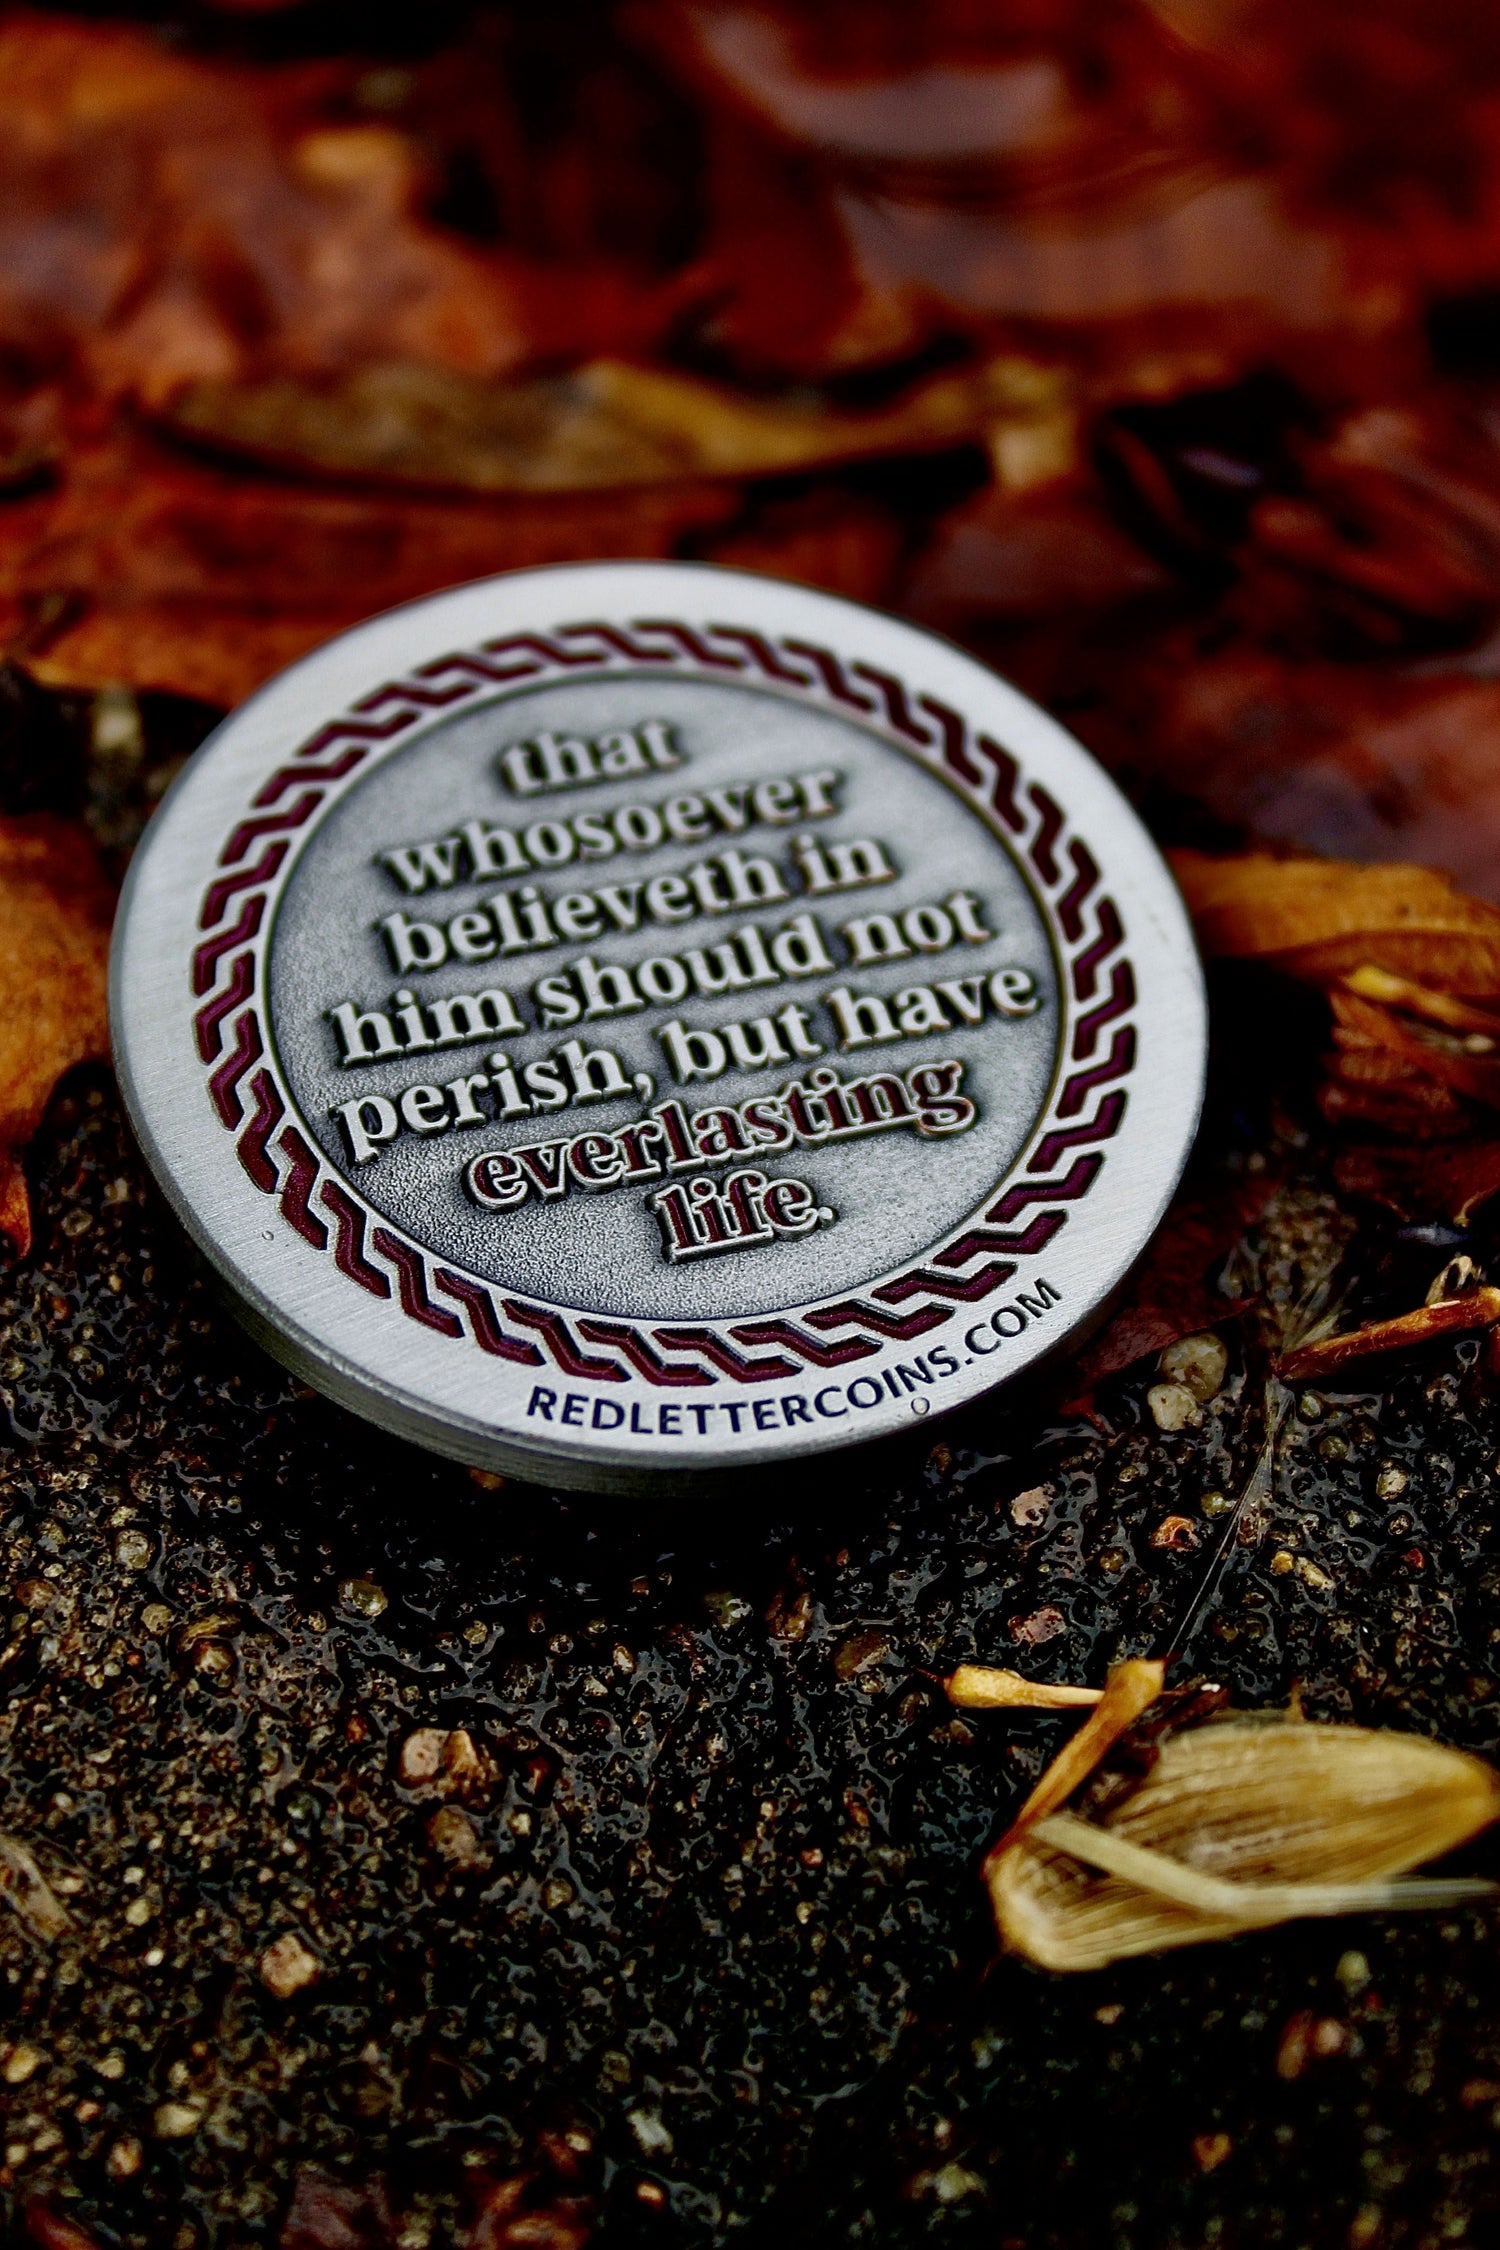 that
whosoever
believeth in
him should not
perish, but have
everlasting
life.
REDLETTERCOINS.COM